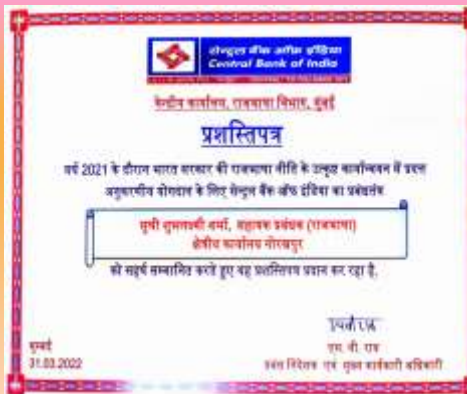 सेन्ट्रल बैंक ऑफ इंडिया
Central Bank of India
केन्द्रीय कार्यालय, राजभाषा विभाग, मुंबई
प्रशस्तिपत्र
वर्ष 2021 के दौरान भारत सरकार की राजभाषा नीति के उत्कृष्ट कार्यान्वयन में प्रदत्त
अनुकरणीय योगदान के लिए सेन्ट्रल बैंक ऑफ इंडिया का प्रबंधतंत्र
सुश्री शुभलक्ष्मी शर्मा, सहायक प्रबंधक (राजभाषा)
क्षेत्रीय कार्यालय गोरखपुर
को सहर्ष सम्मानित करते हुए यह प्रशस्तिपत्र प्रदान कर रहा है.
मुम्बई
31.03.2022
एम. वी. राव
प्रबंध निदेशक एवं मुख्य कार्यकारी अधिकारी